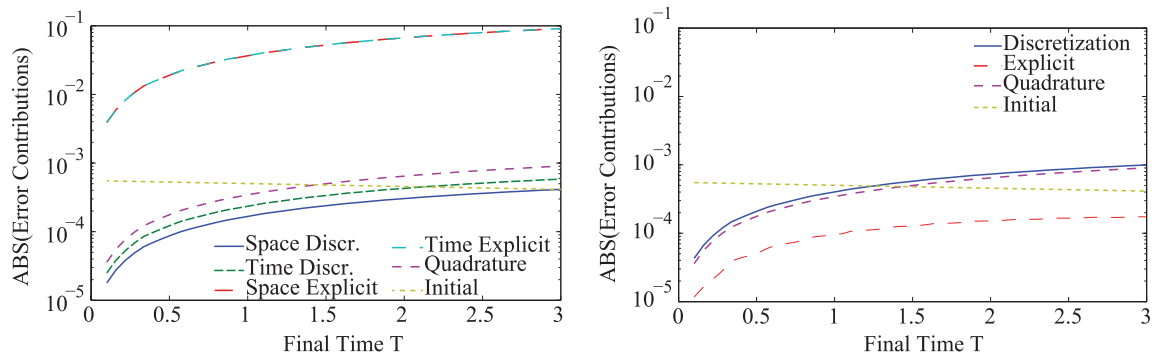 ABS(Error Contributions)
10^-1
10^-2
10^-3
10^-4
10^-5
Space Discr.
Time Discr.
Space Explicit
Time Explicit
Quadrature
Initial
0 0.5 1 1.5 2 2.5 3
Final Time T
ABS(Error Contributions)
10^-1
10^-2
10^-3
10^-4
10^-5
Discretization
Explicit
Quadrature
Initial
0 0.5 1 1.5 2 2.5 3
Final Time T